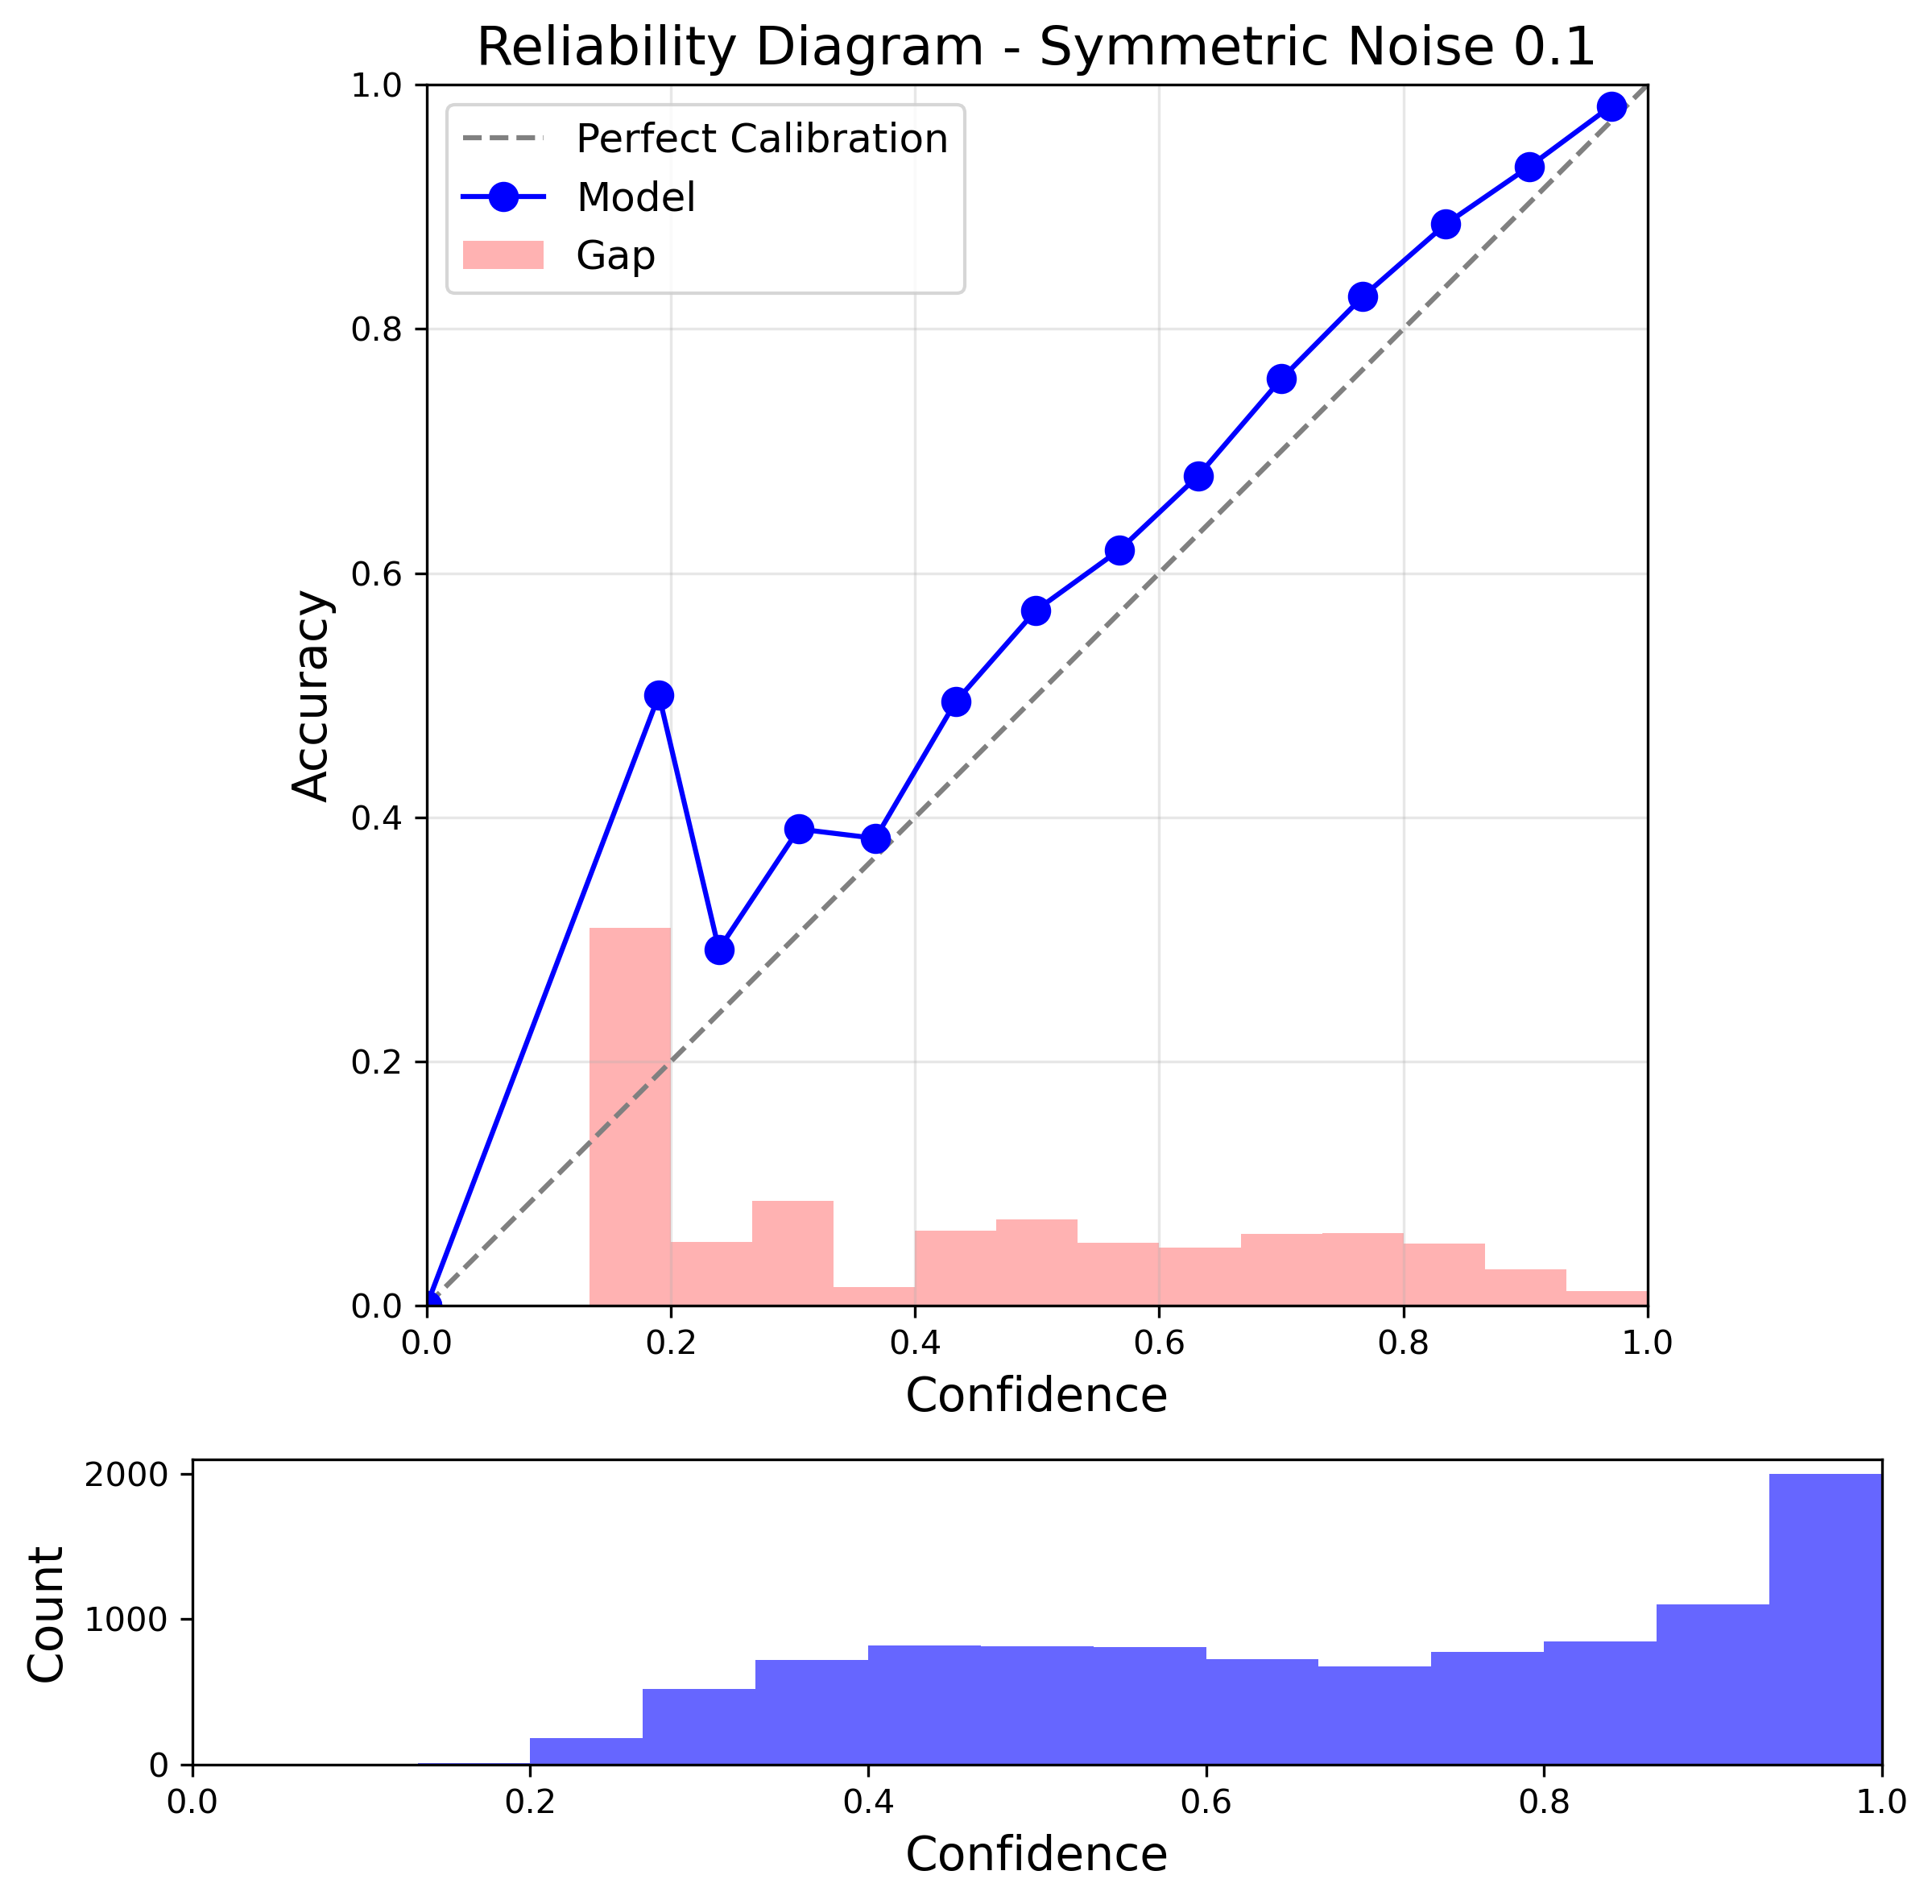 Reliability Diagram - Symmetric Noise 0.1
1.0
0.8
0.6
0.4
0.2
0.0
Accuracy
Perfect Calibration
Model
Gap
0.0 0.2 0.4 0.6 0.8 1.0
Confidence
2000
1000
0
Count
0.0 0.2 0.4 0.6 0.8 1.0
Confidence